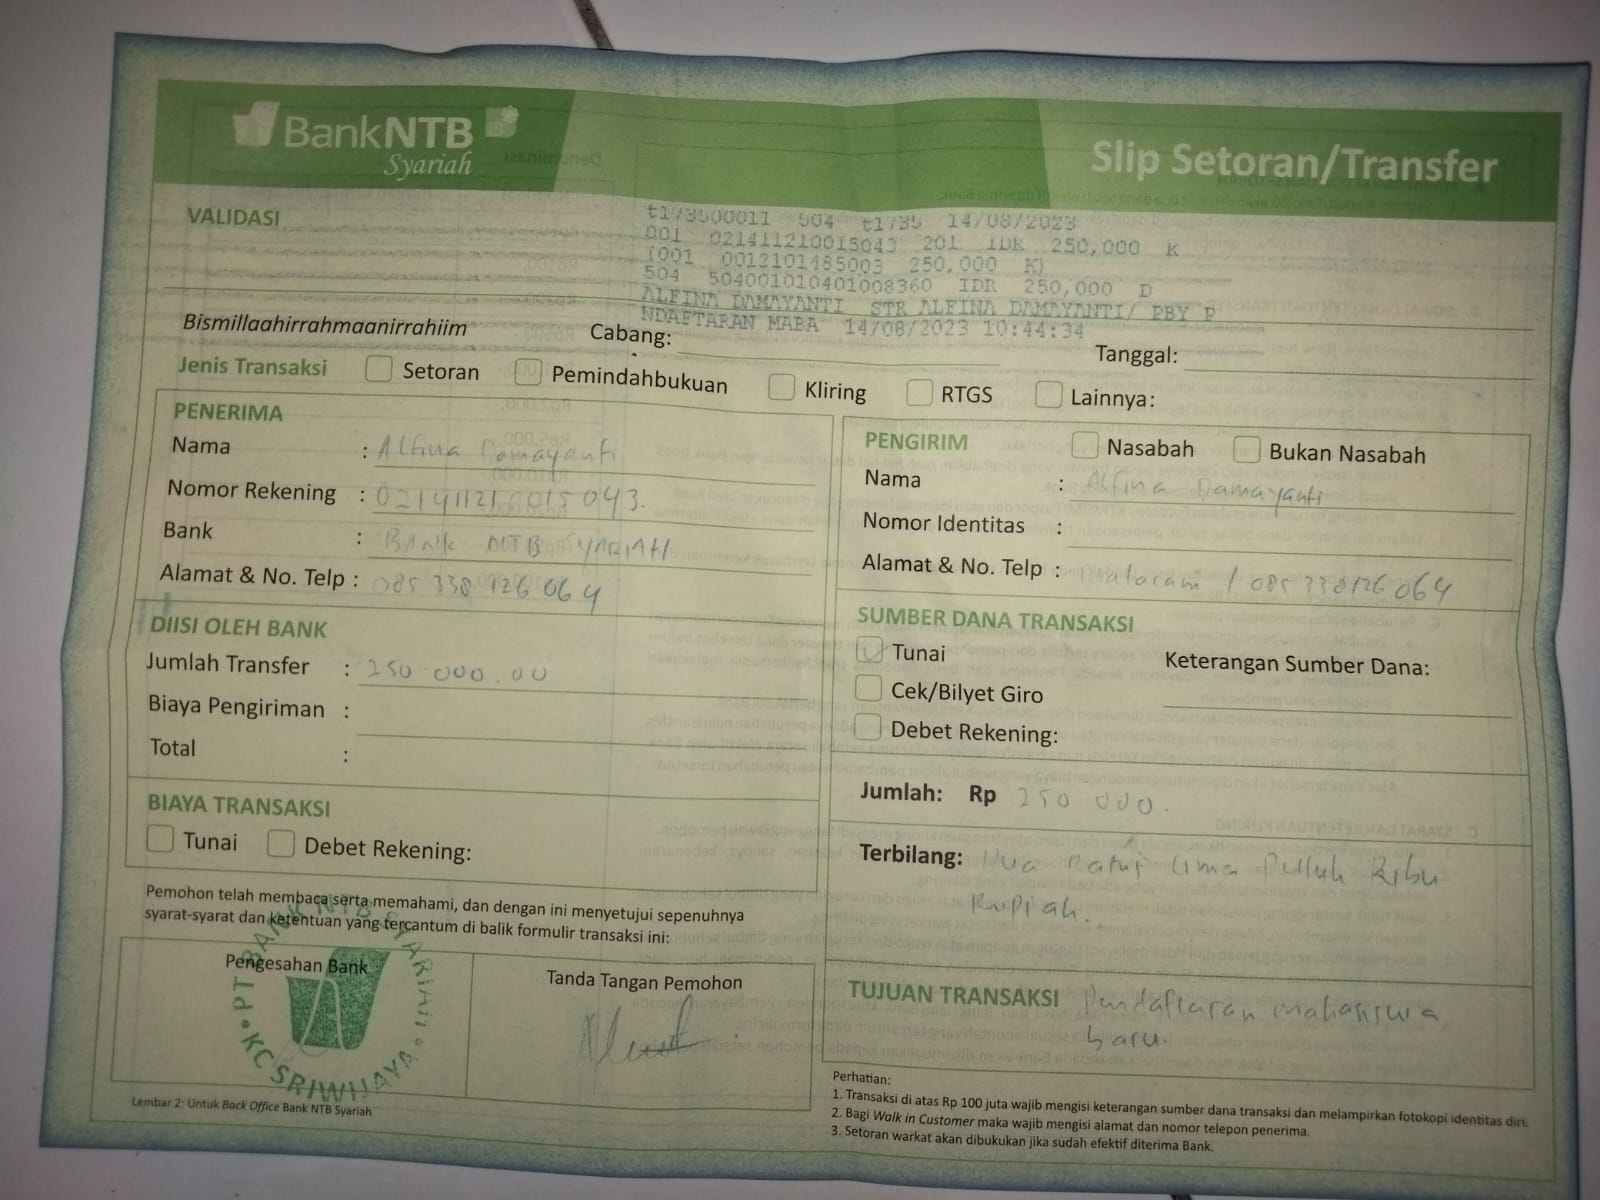 BankNTB
Syariah
Slip Setoran/Transfer
VALIDASI
t173500011 504 t1735 14/08/2023
001 021411210015043 201 IDR 250,000 K
(001 0012101485003 250,000 K)
504 504001010401008360 IDR 250,000 D
ALFINA DAMAYANTI STR ALFINA DAMAYANTI/ PBY P
NDAFTARAN MABA 14/08/2023 10:44:34
Bismillaahirrahmaanirrahiim
Cabang:
Tanggal:
Jenis Transaksi Setoran Pemindahbukuan Kliring RTGS Lainnya:
PENERIMA
Nama : Alfina Damayanti
Nomor Rekening : 021411210015043.
Bank : BANK NTB SYARIAH
Alamat & No. Telp : 085 338 126 064
DIISI OLEH BANK
Jumlah Transfer : 250.000.00
Biaya Pengiriman :
Total :
BIAYA TRANSAKSI
Tunai Debet Rekening:
Pemohon telah membaca serta memahami, dan dengan ini menyetujui sepenuhnya
syarat-syarat dan ketentuan yang tercantum di balik formulir transaksi ini:
Pengesahan Bank
PT BANK NTB SYARIAH
KC SRIWIJAYA
Tanda Tangan Pemohon
Lembar 2: Untuk Back Office Bank NTB Syariah
PENGIRIM Nasabah Bukan Nasabah
Nama : Alfina Damayanti
Nomor Identitas :
Alamat & No. Telp : Mataram / 085 338126 064
SUMBER DANA TRANSAKSI
Tunai Keterangan Sumber Dana:
Cek/Bilyet Giro
Debet Rekening:
Jumlah: Rp 250 000.
Terbilang: Dua Ratus Lima Puluh Ribu
Rupiah.
TUJUAN TRANSAKSI Pendaftaran mahasiswa
baru.
Perhatian:
1. Transaksi di atas Rp 100 juta wajib mengisi keterangan sumber dana transaksi dan melampirkan fotokopi identitas diri.
2. Bagi Walk in Customer maka wajib mengisi alamat dan nomor telepon penerima.
3. Setoran warkat akan dibukukan jika sudah efektif diterima Bank.